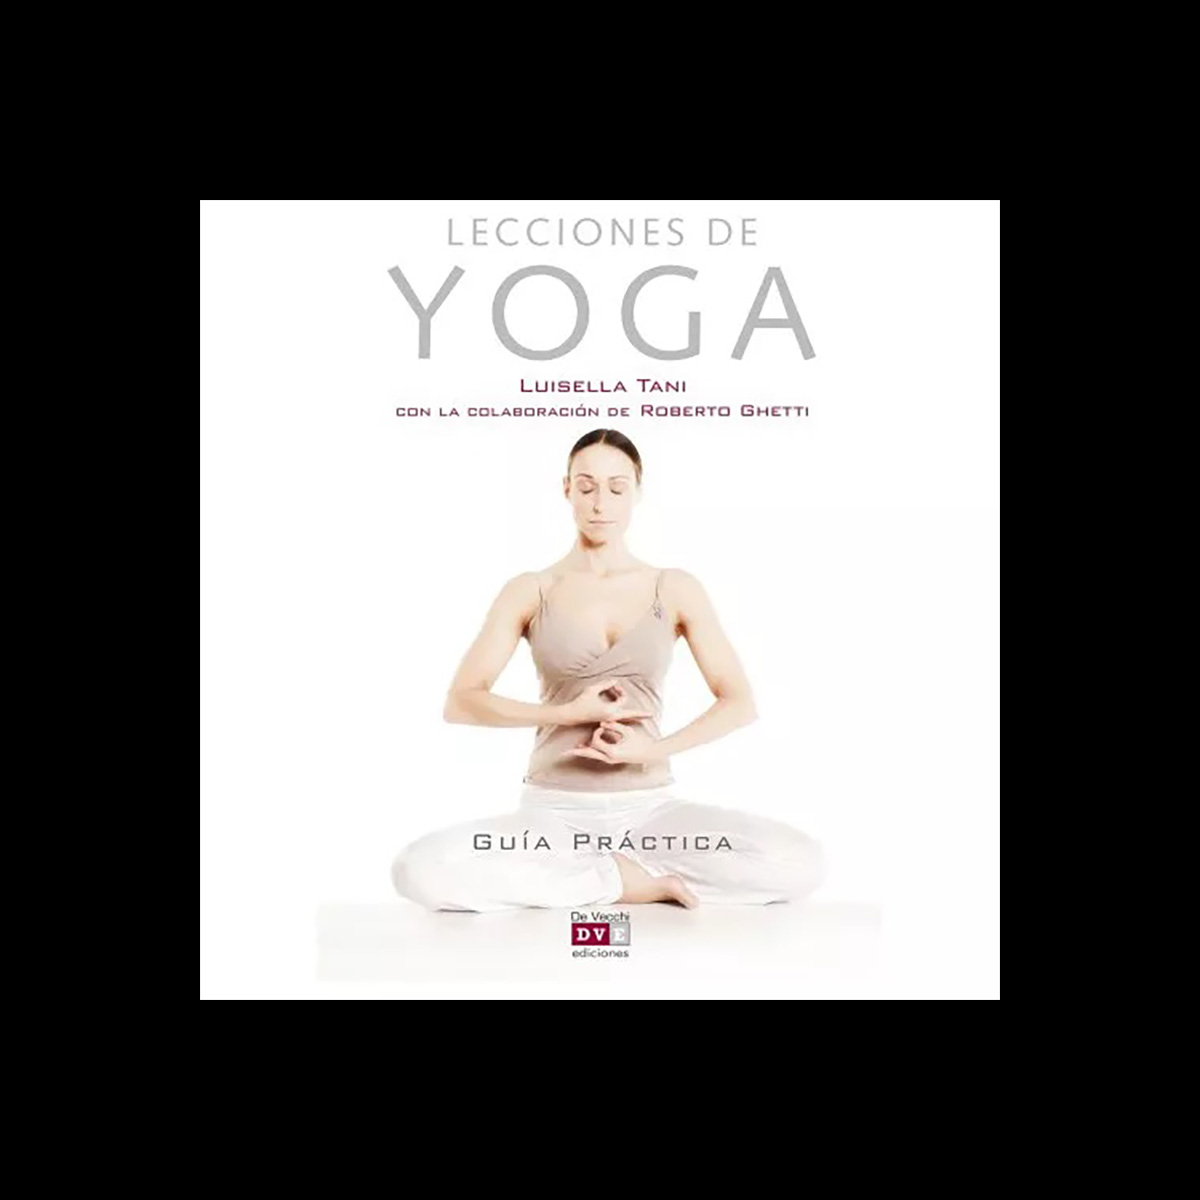 LECCIONES DE
YOGA
LUISELLA TANI
CON LA COLABORACIÓN DE ROBERTO GHETTI
GUÍA PRÁCTICA
De Vecchi
DVE
ediciones